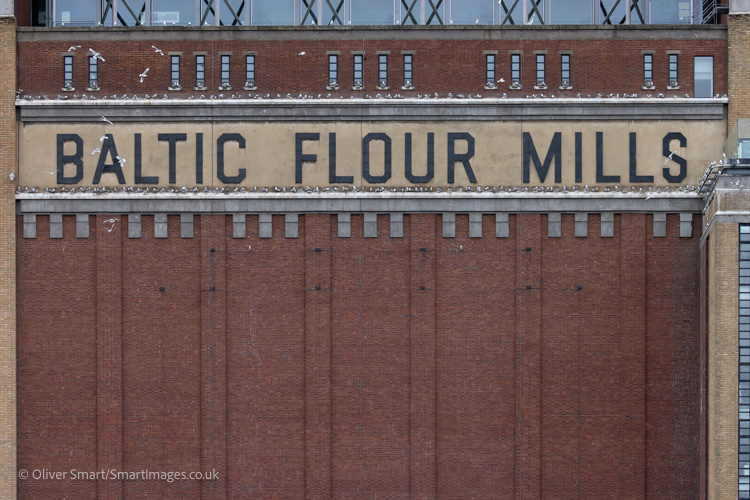 BALTIC FLOUR MILLS
© Oliver Smart/SmartImages.co.uk